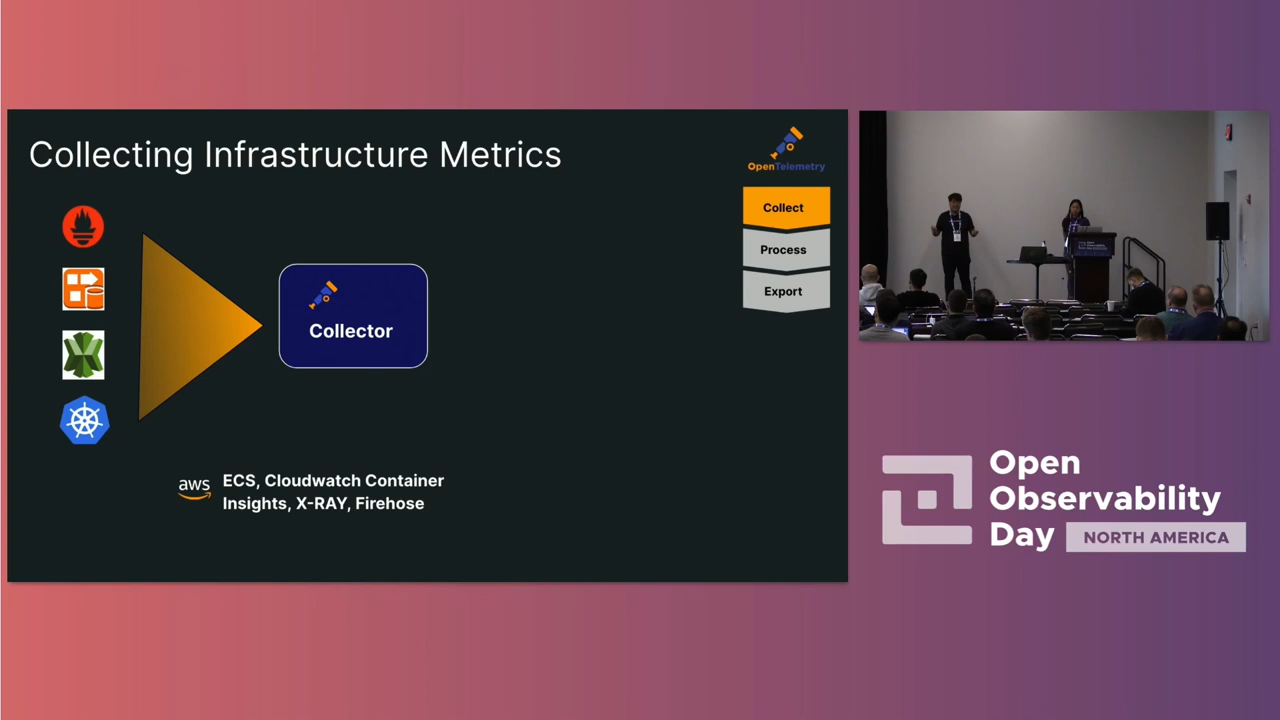 Collecting Infrastructure Metrics
OpenTelemetry
Collect
Process
Export
Collector
aws
ECS, Cloudwatch Container
Insights, X-RAY, Firehose
Open
Observability
Day
NORTH AMERICA